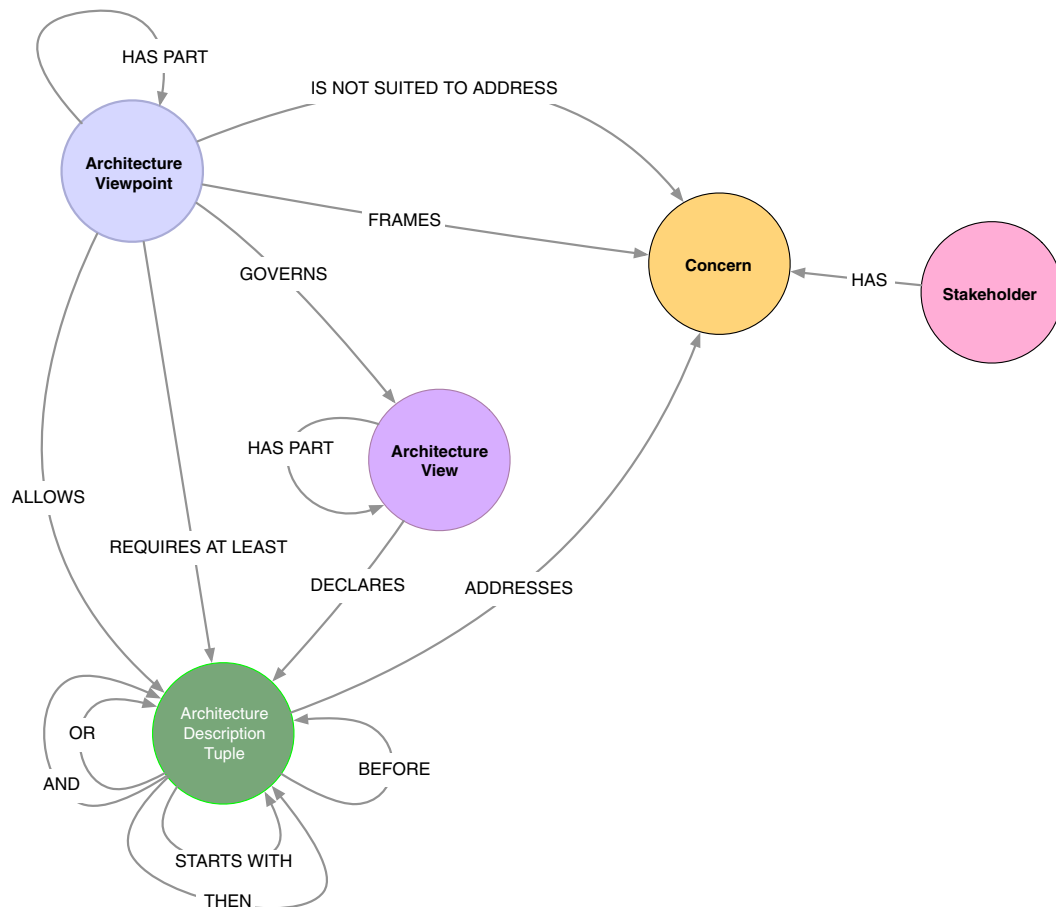 HAS PART
IS NOT SUITED TO ADDRESS
Architecture
Viewpoint
FRAMES
GOVERNS
Concern
HAS
Stakeholder
HAS PART
Architecture
View
ALLOWS
REQUIRES AT LEAST
DECLARES
ADDRESSES
Architecture
Description
Tuple
OR
AND
BEFORE
STARTS WITH
THEN